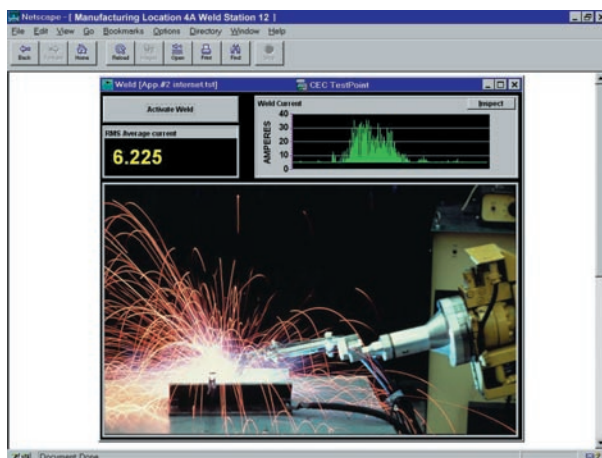 Netscape - [ Manufacturing Location 4A Weld Station 12 ]
File Edit View Go Bookmarks Options Directory Window Help
Back Forward Home Reload Images Open Print Find Stop
Weld [App.#2 internet.tst] CEC TestPoint
Activate Weld
Weld Current
Inspect
RMS Average current
6.225
AMPERES
40
30
20
10
0
Document Done